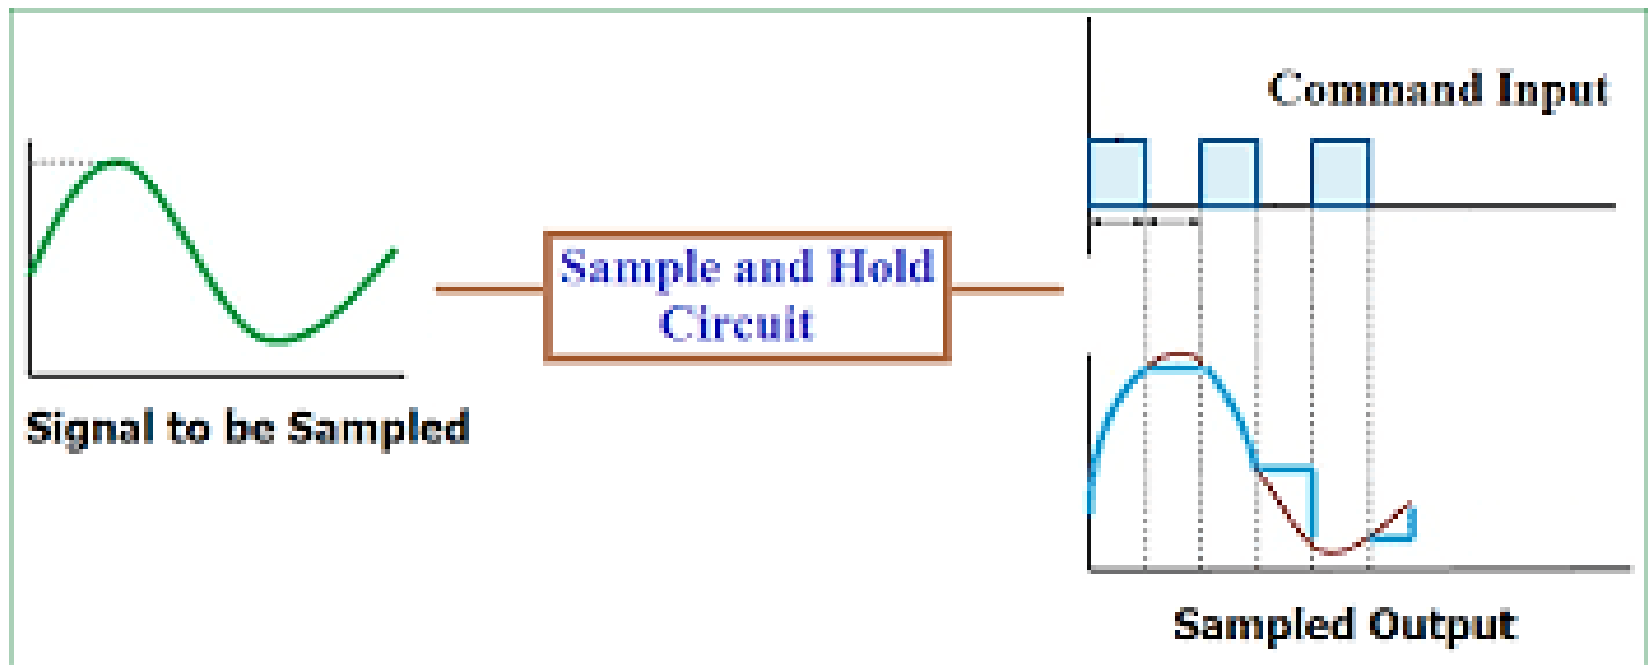 Command Input
Sample and Hold
Circuit
Signal to be Sampled
Sampled Output